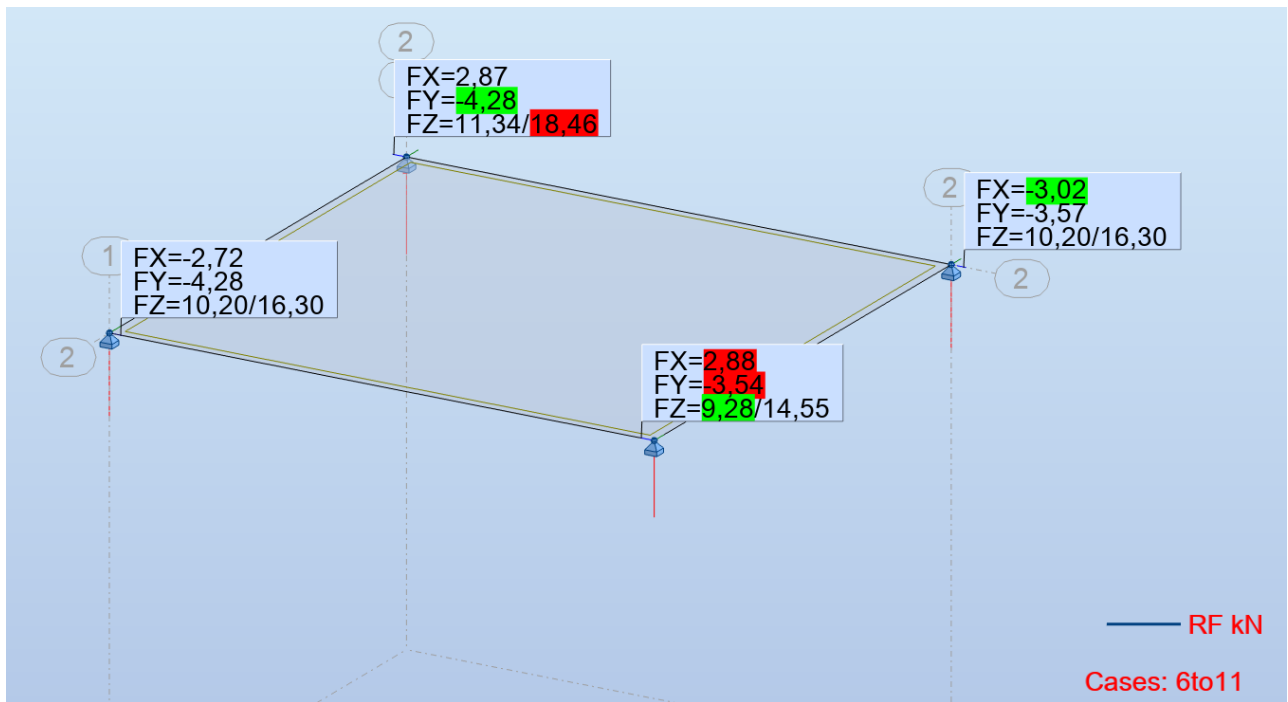 2
FX=2,87
FY=-4,28
FZ=11,34/18,46
2
FX=-3,02
FY=-3,57
FZ=10,20/16,30
2
1
FX=-2,72
FY=-4,28
FZ=10,20/16,30
2
FX=2,88
FY=-3,54
FZ=9,28/14,55
RF kN
Cases: 6to11